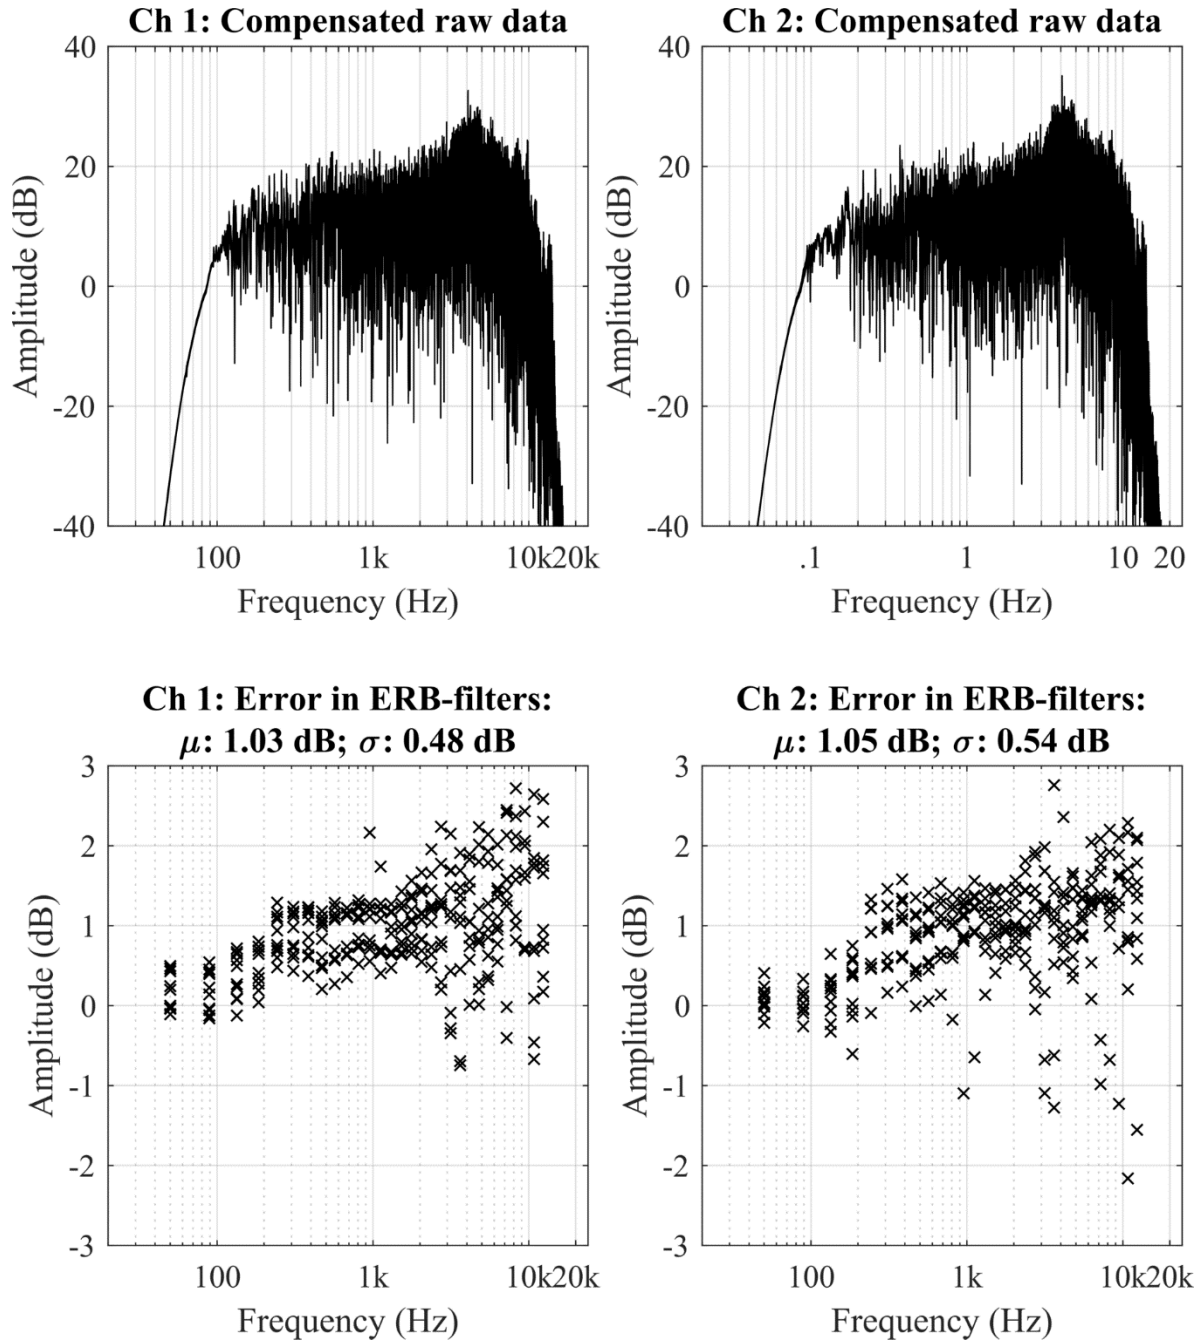 Ch 1: Compensated raw data
40
20
0
-20
-40
Amplitude (dB)
100 1k 10k20k
Frequency (Hz)
Ch 2: Compensated raw data
40
20
0
-20
-40
Amplitude (dB)
.1 1 10 20
Frequency (Hz)
Ch 1: Error in ERB-filters:
μ: 1.03 dB; σ: 0.48 dB
3
2
1
0
-1
-2
-3
Amplitude (dB)
100 1k 10k20k
Frequency (Hz)
Ch 2: Error in ERB-filters:
μ: 1.05 dB; σ: 0.54 dB
3
2
1
0
-1
-2
-3
Amplitude (dB)
100 1k 10k20k
Frequency (Hz)